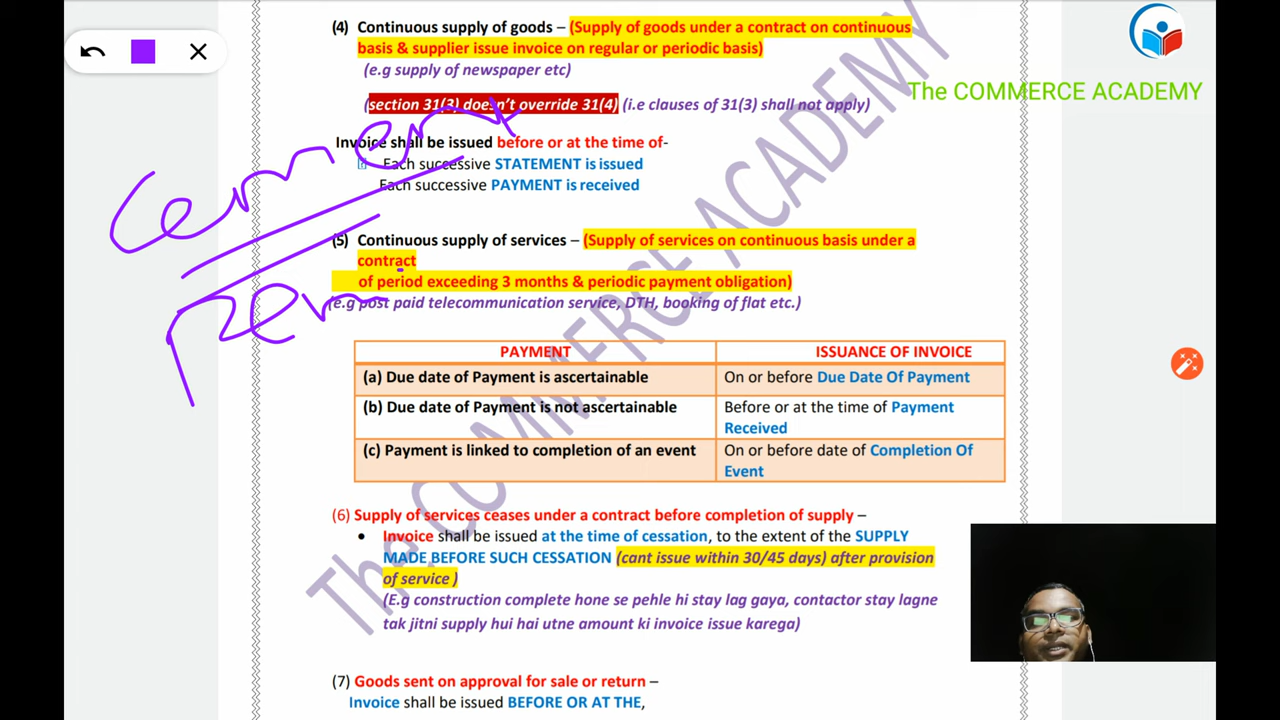 (4) Continuous supply of goods – (Supply of goods under a contract on continuous
basis & supplier issue invoice on regular or periodic basis)
(e.g supply of newspaper etc)
(section 31(3) doesn't override 31(4) (i.e clauses of 31(3) shall not apply)
The COMMERCE ACADEMY
Invoice shall be issued before or at the time of-
Each successive STATEMENT is issued
Each successive PAYMENT is received
Cement
(5) Continuous supply of services – (Supply of services on continuous basis under a
contract
of period exceeding 3 months & periodic payment obligation)
(e.g post paid telecommunication service, DTH, booking of flat etc.)
PAYMENT ISSUANCE OF INVOICE
(a) Due date of Payment is ascertainable On or before Due Date Of Payment
(b) Due date of Payment is not ascertainable Before or at the time of Payment
Received
(c) Payment is linked to completion of an event On or before date of Completion Of
Event
(6) Supply of services ceases under a contract before completion of supply –
• Invoice shall be issued at the time of cessation, to the extent of the SUPPLY
MADE BEFORE SUCH CESSATION (cant issue within 30/45 days) after provision
of service )
(E.g construction complete hone se pehle hi stay lag gaya, contactor stay lagne
tak jitni supply hui hai utne amount ki invoice issue karega)
(7) Goods sent on approval for sale or return –
Invoice shall be issued BEFORE OR AT THE,
The COMMERCE ACADEMY